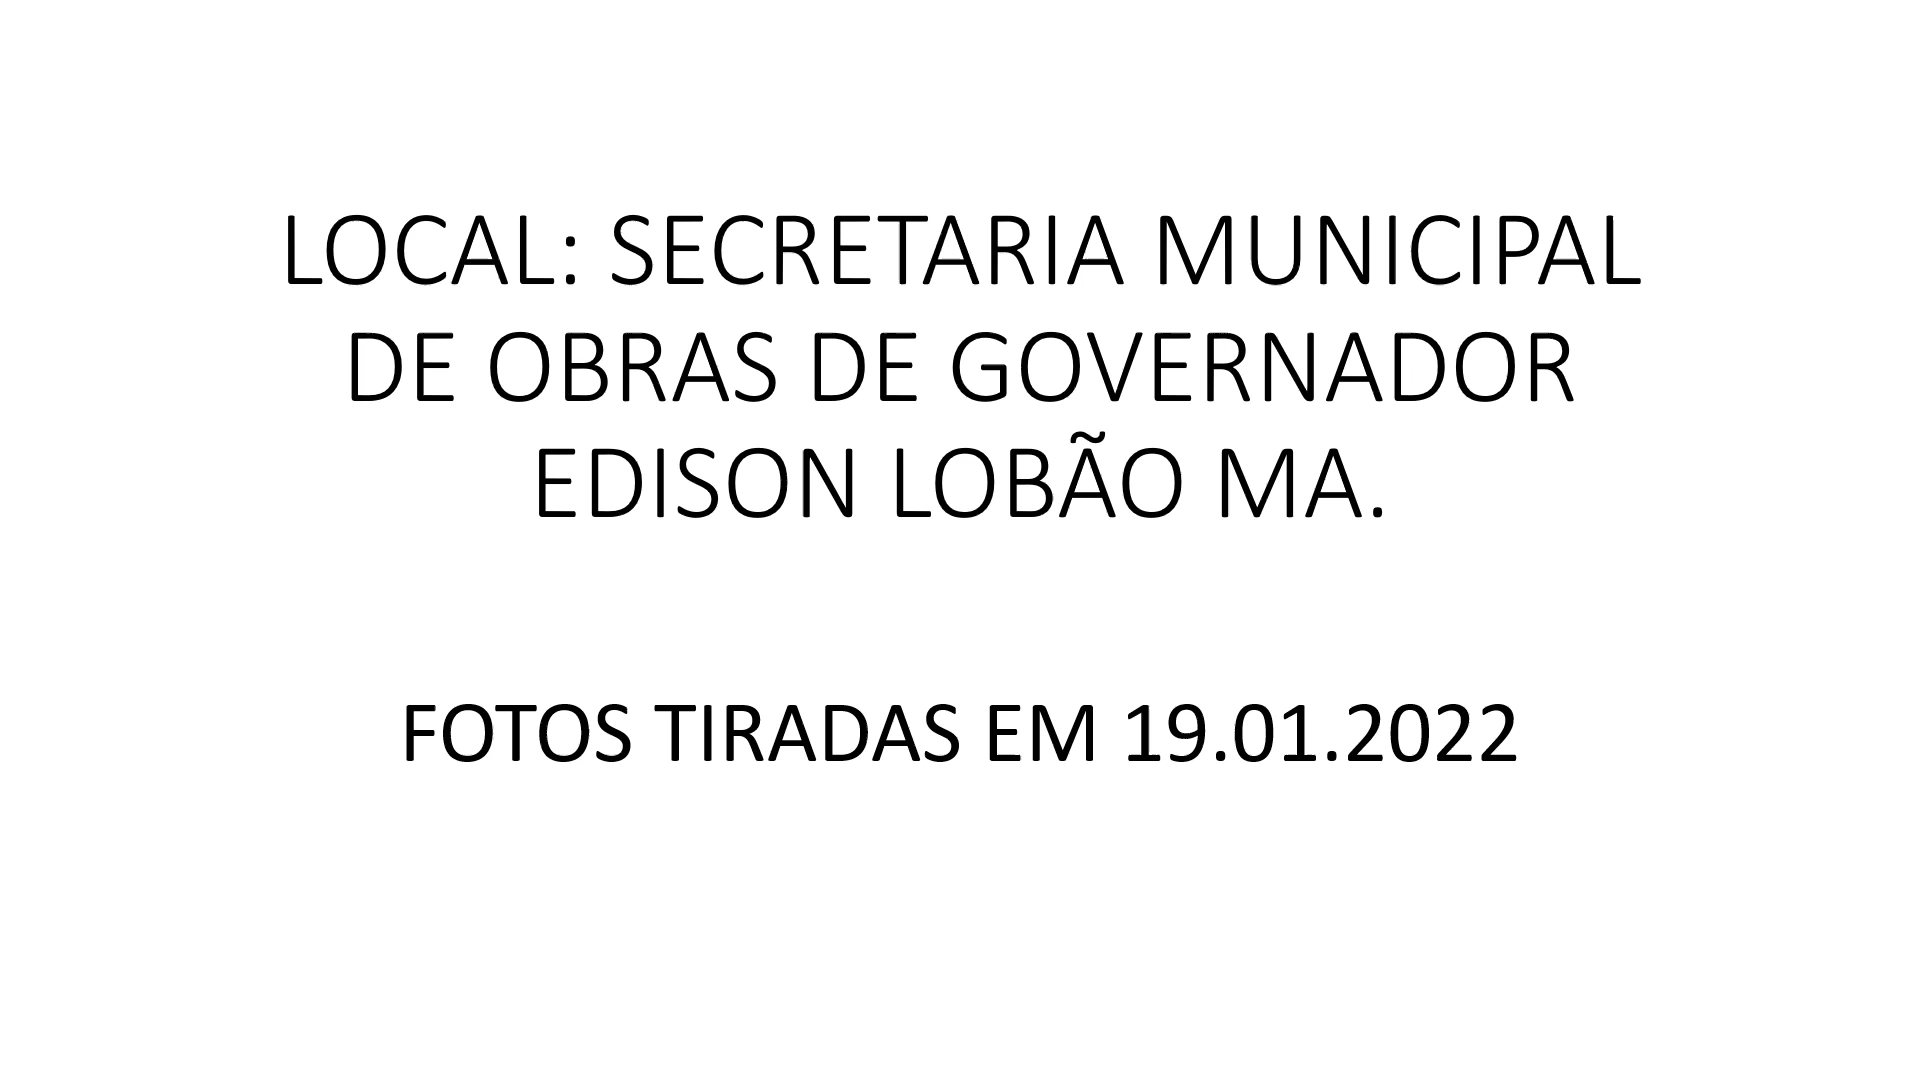 LOCAL: SECRETARIA MUNICIPAL
DE OBRAS DE GOVERNADOR
EDISON LOBÃO MA.
FOTOS TIRADAS EM 19.01.2022